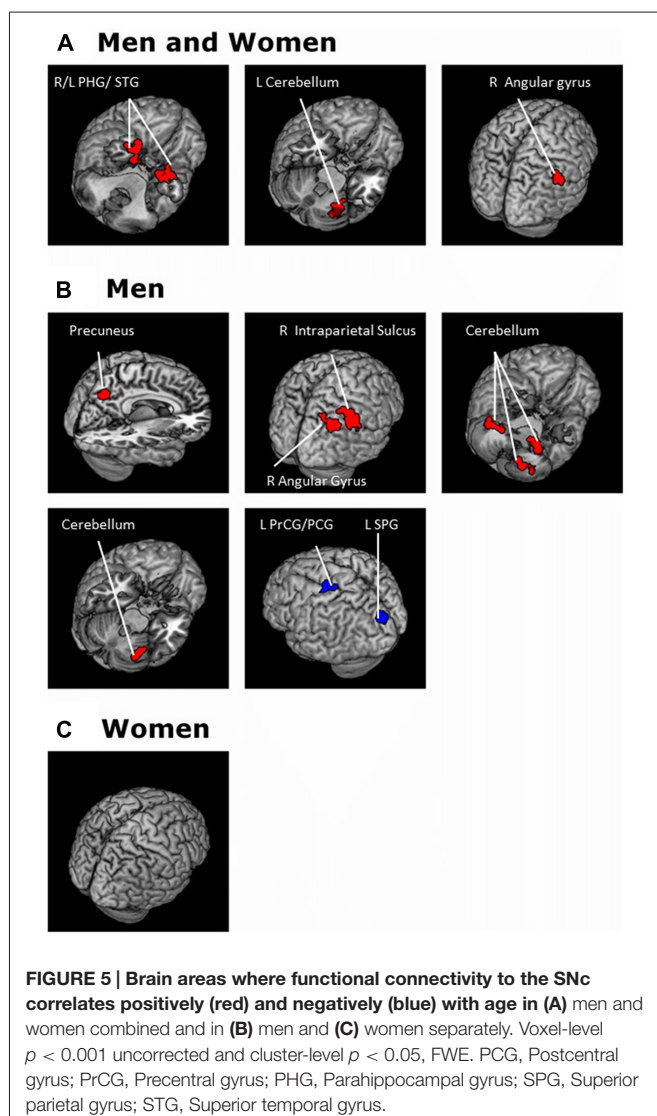 A Men and Women
R/L PHG/ STG
L Cerebellum
R Angular gyrus
B Men
Precuneus
R Intraparietal Sulcus
R Angular Gyrus
Cerebellum
Cerebellum
L PrCG/PCG
L SPG
C Women
FIGURE 5 | Brain areas where functional connectivity to the SNc
correlates positively (red) and negatively (blue) with age in (A) men and
women combined and in (B) men and (C) women separately. Voxel-level
p < 0.001 uncorrected and cluster-level p < 0.05, FWE. PCG, Postcentral
gyrus; PrCG, Precentral gyrus; PHG, Parahippocampal gyrus; SPG, Superior
parietal gyrus; STG, Superior temporal gyrus.